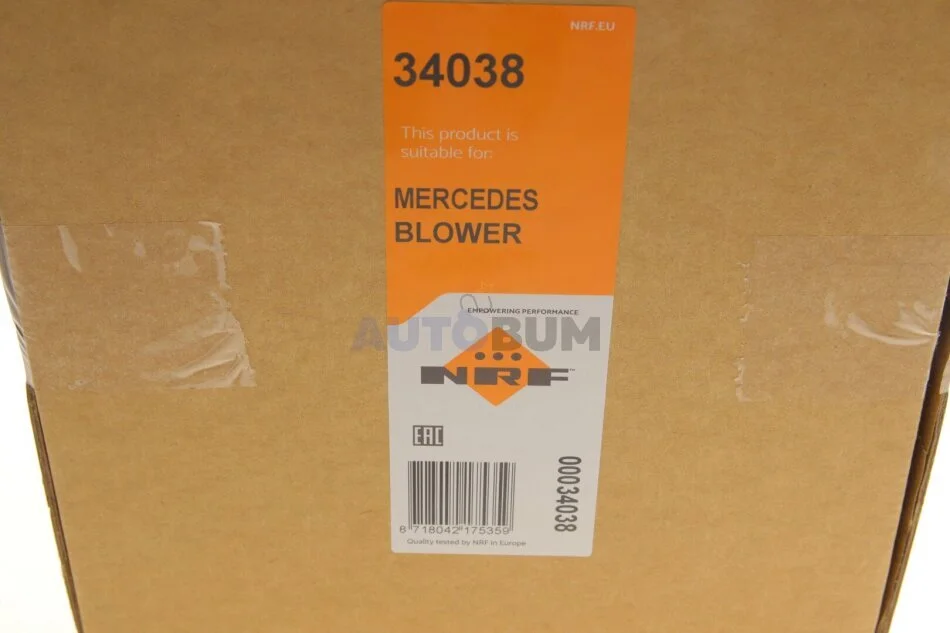 NRF.EU
34038
This product is
suitable for:
MERCEDES
BLOWER
EMPOWERING PERFORMANCE
AUTOBUM
NRF™
EAC
00034038
8 718042 175359
Quality tested by NRF in Europe